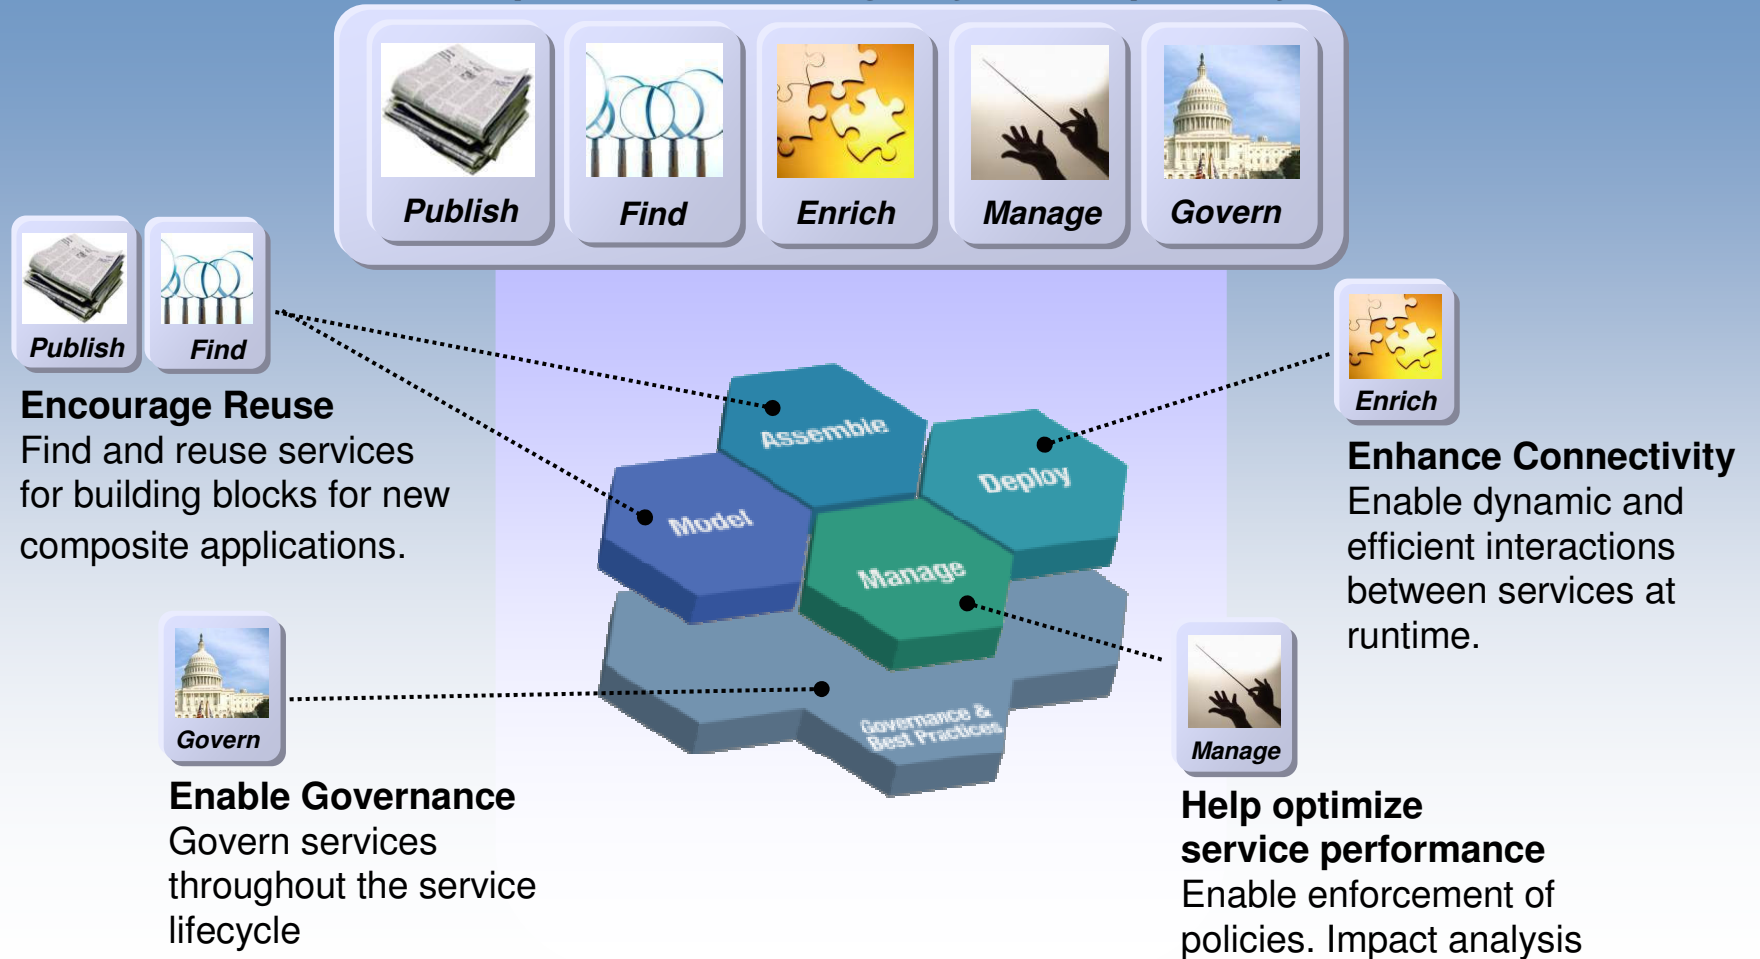 Publish
Find
Enrich
Manage
Govern
Publish
Find
Encourage Reuse
Find and reuse services
for building blocks for new
composite applications.
Enrich
Enhance Connectivity
Enable dynamic and
efficient interactions
between services at
runtime.
Assemble
Deploy
Model
Manage
Governance &
Best Practices
Govern
Enable Governance
Govern services
throughout the service
lifecycle
Manage
Help optimize
service performance
Enable enforcement of
policies. Impact analysis